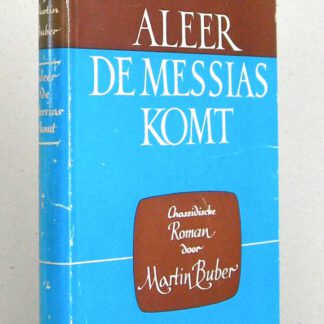 ALEER
DE MESSIAS
KOMT
Chassidische
Roman
door
Martin Buber
Martin
Buber
Aleer
de
Messias
komt